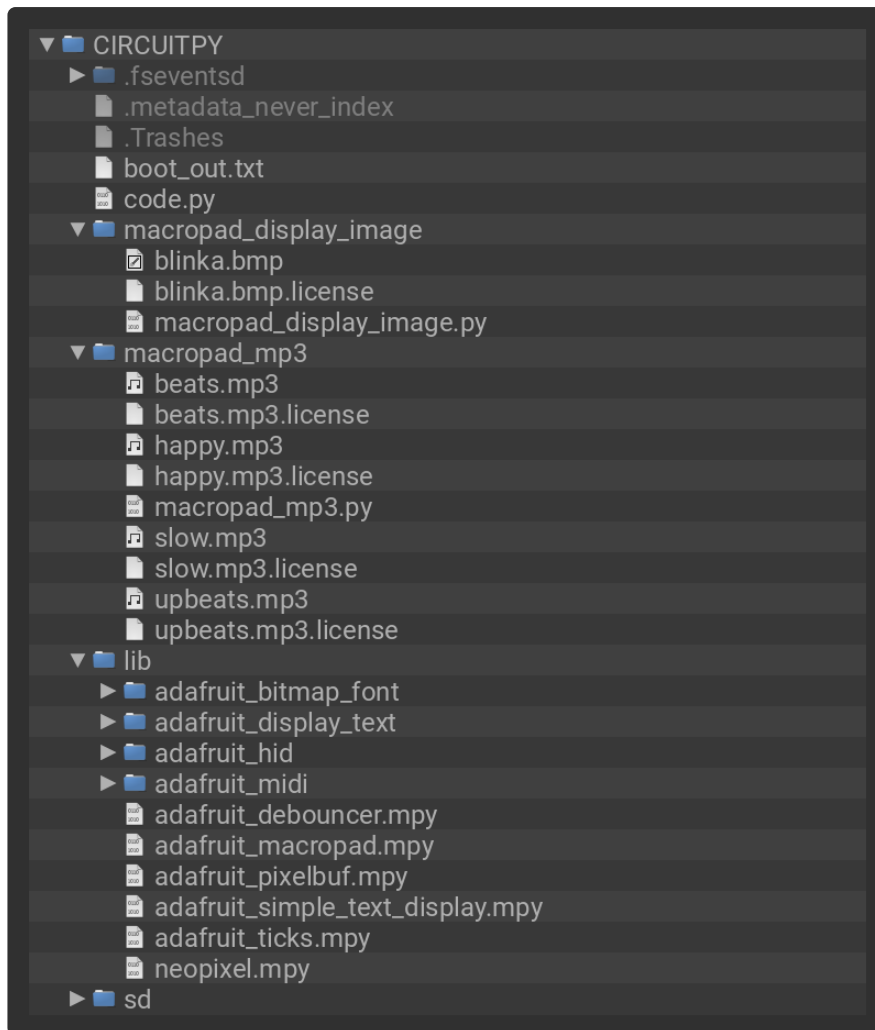 CIRCUITPY
.fseventsd
.metadata_never_index
.Trashes
boot_out.txt
code.py
macropad_display_image
blinka.bmp
blinka.bmp.license
macropad_display_image.py
macropad_mp3
beats.mp3
beats.mp3.license
happy.mp3
happy.mp3.license
macropad_mp3.py
slow.mp3
slow.mp3.license
upbeats.mp3
upbeats.mp3.license
lib
adafruit_bitmap_font
adafruit_display_text
adafruit_hid
adafruit_midi
adafruit_debouncer.mpy
adafruit_macropad.mpy
adafruit_pixelbuf.mpy
adafruit_simple_text_display.mpy
adafruit_ticks.mpy
neopixel.mpy
sd